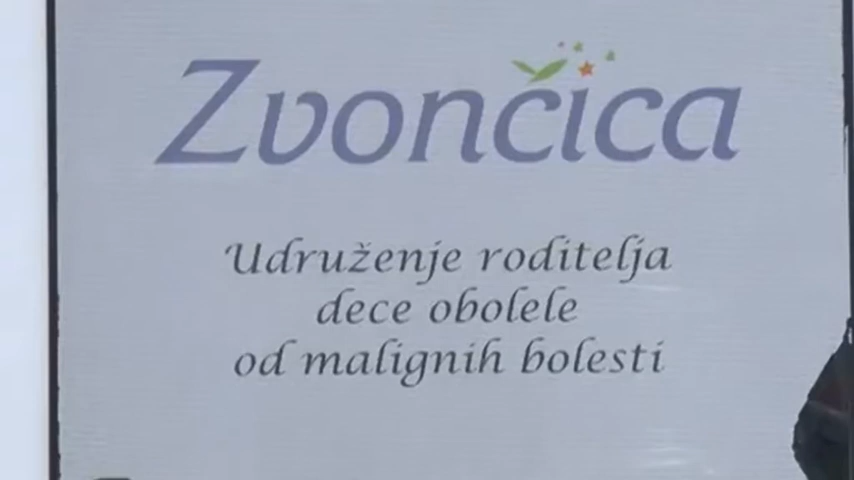 Zvončica
Udruženje roditelja
dece obolele
od malignih bolesti